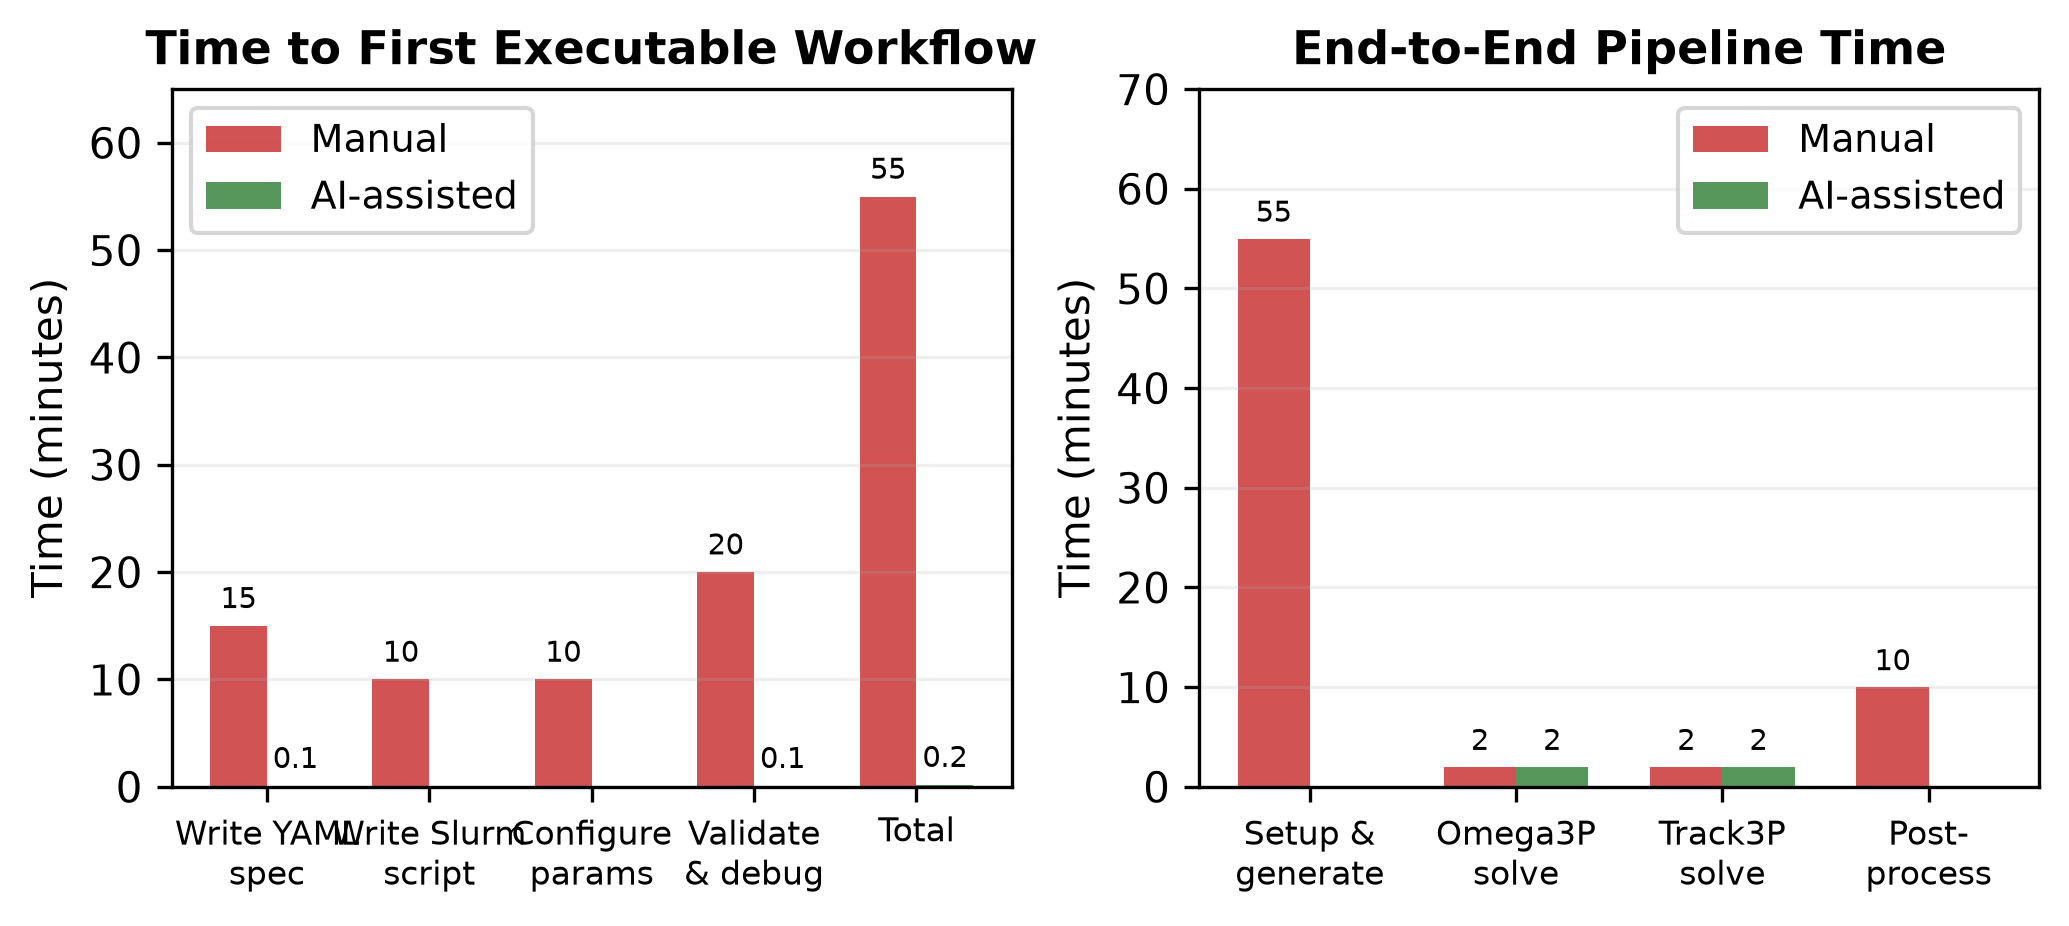 Time to First Executable Workflow
Time (minutes)
60
50
40
30
20
10
0
Manual
AI-assisted
15
0.1
10
10
20
0.1
55
0.2
Write YAML
spec
Write Slurm
script
Configure
params
Validate
& debug
Total
End-to-End Pipeline Time
Time (minutes)
70
60
50
40
30
20
10
0
Manual
AI-assisted
55
2
2
2
2
10
Setup &
generate
Omega3P
solve
Track3P
solve
Post-
process